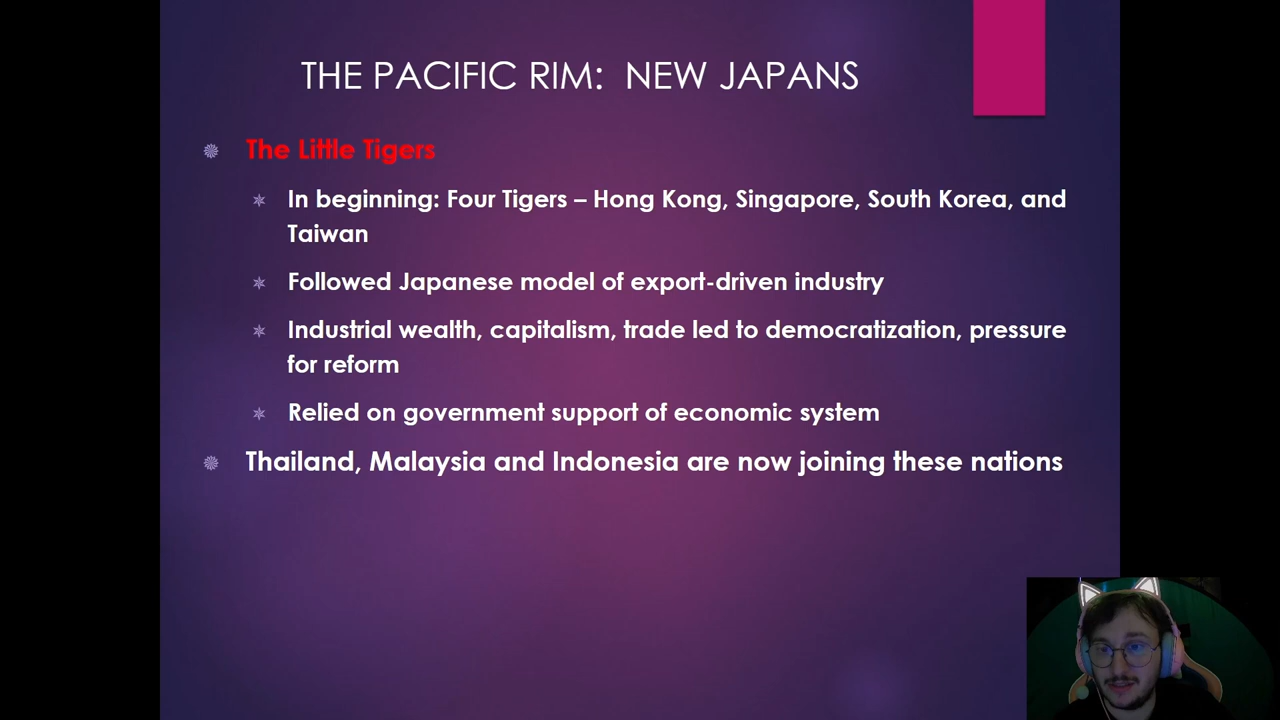 THE PACIFIC RIM: NEW JAPANS
The Little Tigers
In beginning: Four Tigers – Hong Kong, Singapore, South Korea, and
Taiwan
Followed Japanese model of export-driven industry
Industrial wealth, capitalism, trade led to democratization, pressure
for reform
Relied on government support of economic system
Thailand, Malaysia and Indonesia are now joining these nations